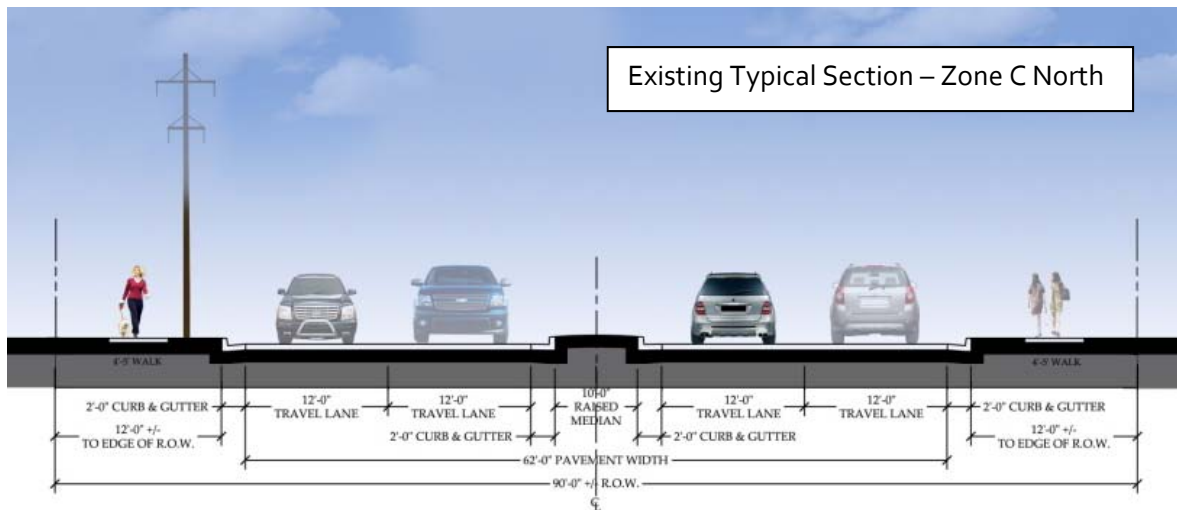 Existing Typical Section – Zone C North
4'-5' WALK
4'-5' WALK
2'-0" CURB & GUTTER
12'-0"
TRAVEL LANE
12'-0"
TRAVEL LANE
10'-0"
RAISED
MEDIAN
12'-0"
TRAVEL LANE
12'-0"
TRAVEL LANE
2'-0" CURB & GUTTER
12'-0" +/-
TO EDGE OF R.O.W.
2'-0" CURB & GUTTER
2'-0" CURB & GUTTER
12'-0" +/-
TO EDGE OF R.O.W.
62'-0" PAVEMENT WIDTH
90'-0" +/- R.O.W.
℄